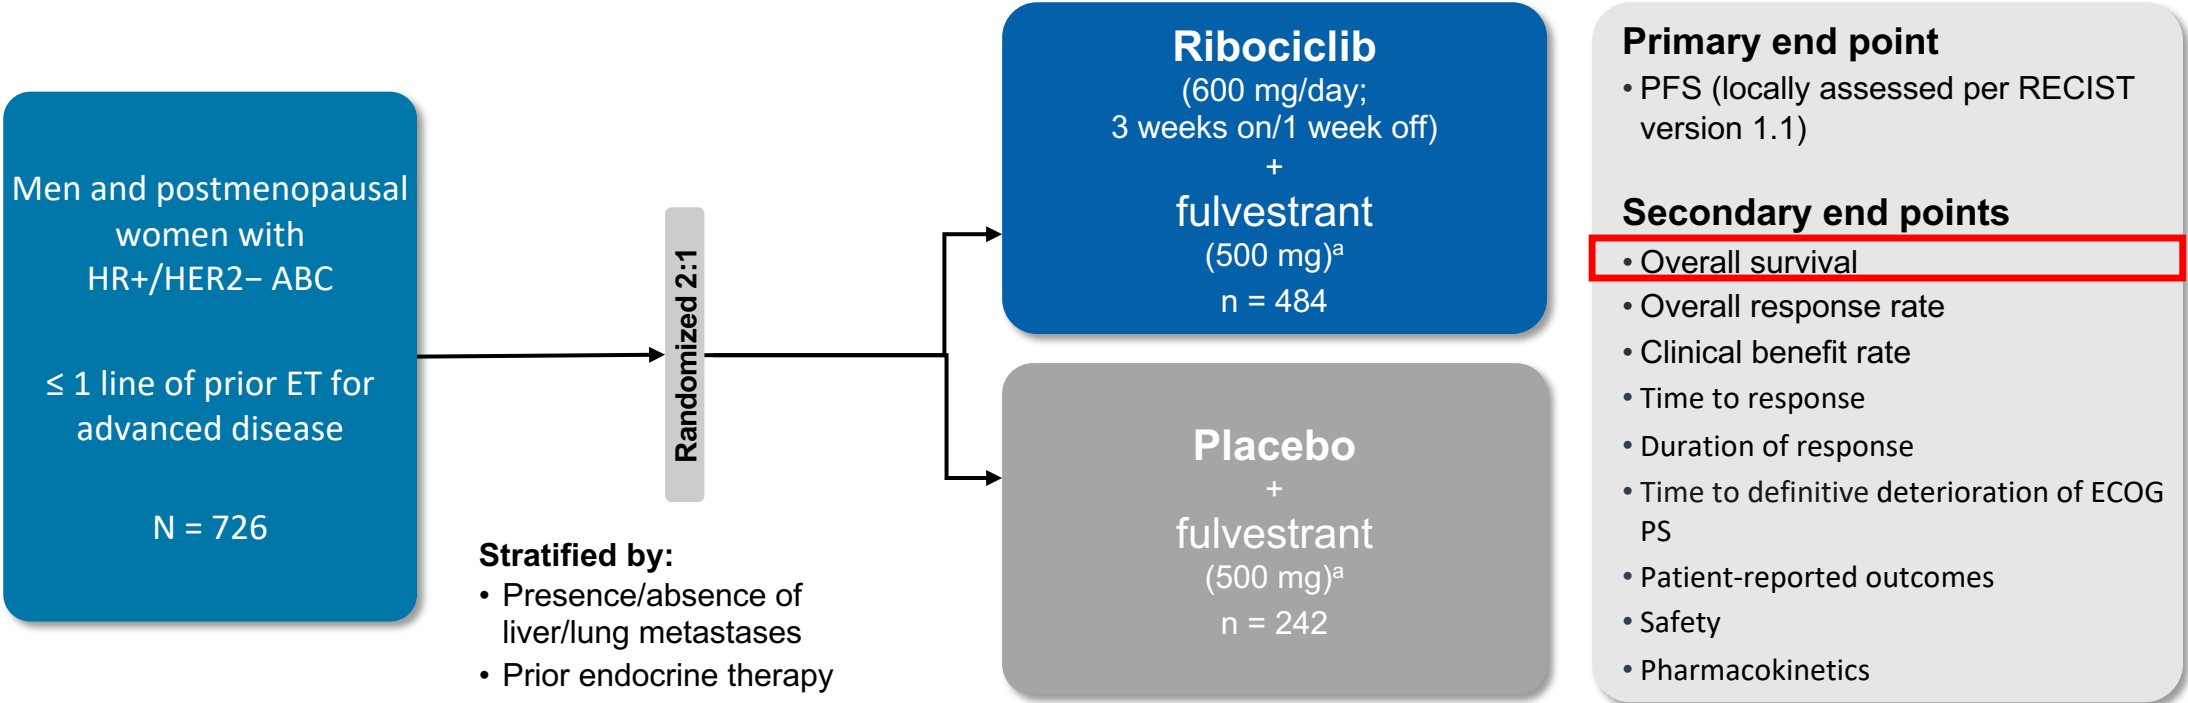 Men and postmenopausal
women with
HR+/HER2− ABC
≤ 1 line of prior ET for
advanced disease
N = 726
Randomized 2:1
Stratified by:
• Presence/absence of
liver/lung metastases
• Prior endocrine therapy
Ribociclib
(600 mg/day;
3 weeks on/1 week off)
+
fulvestrant
(500 mg)ᵃ
n = 484
Placebo
+
fulvestrant
(500 mg)ᵃ
n = 242
Primary end point
• PFS (locally assessed per RECIST
version 1.1)
Secondary end points
• Overall survival
• Overall response rate
• Clinical benefit rate
• Time to response
• Duration of response
• Time to definitive deterioration of ECOG
PS
• Patient-reported outcomes
• Safety
• Pharmacokinetics